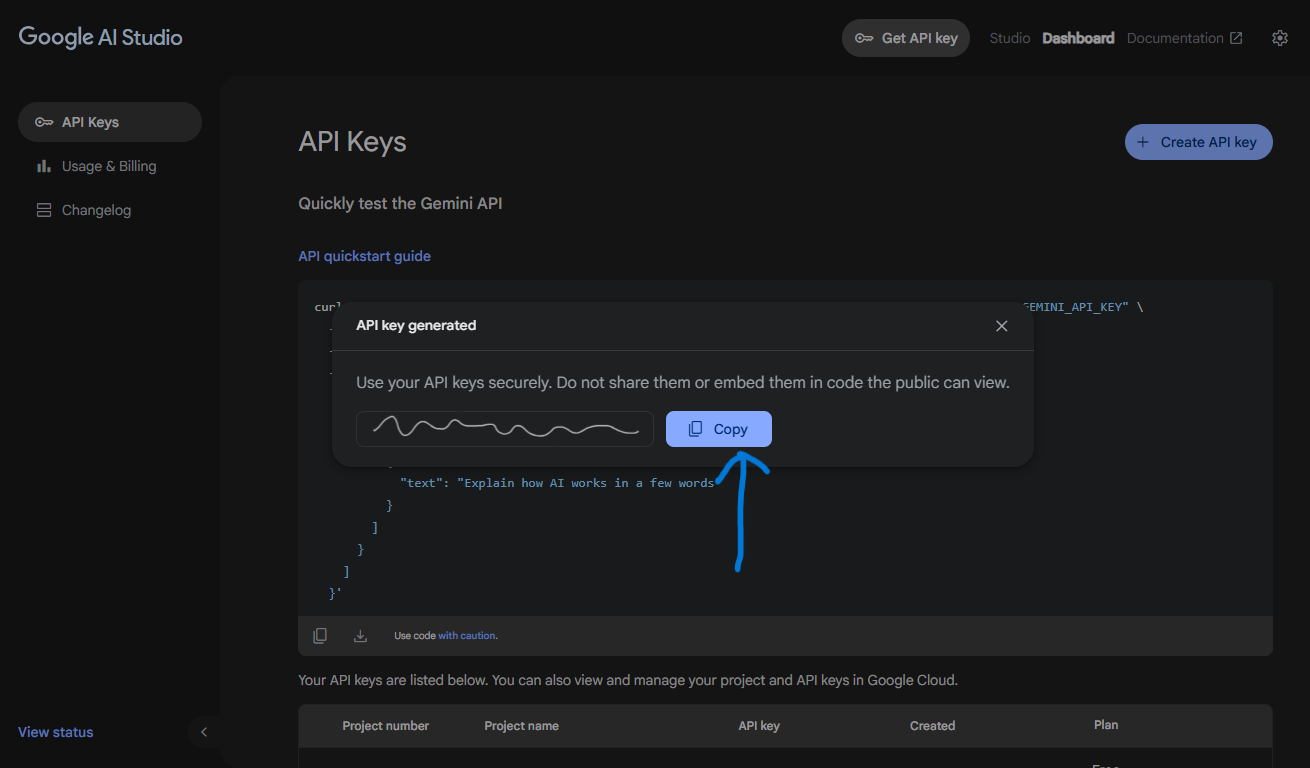 Google AI Studio
Get API key
Studio
Dashboard
Documentation
API Keys
Usage & Billing
Changelog
API Keys
Create API key
Quickly test the Gemini API
API quickstart guide
curl
GEMINI_API_KEY" \
API key generated
Use your API keys securely. Do not share them or embed them in code the public can view.
Copy
"text": "Explain how AI works in a few words
}
]
}
]
}'
Use code with caution.
Your API keys are listed below. You can also view and manage your project and API keys in Google Cloud.
View status
Project number Project name API key Created Plan